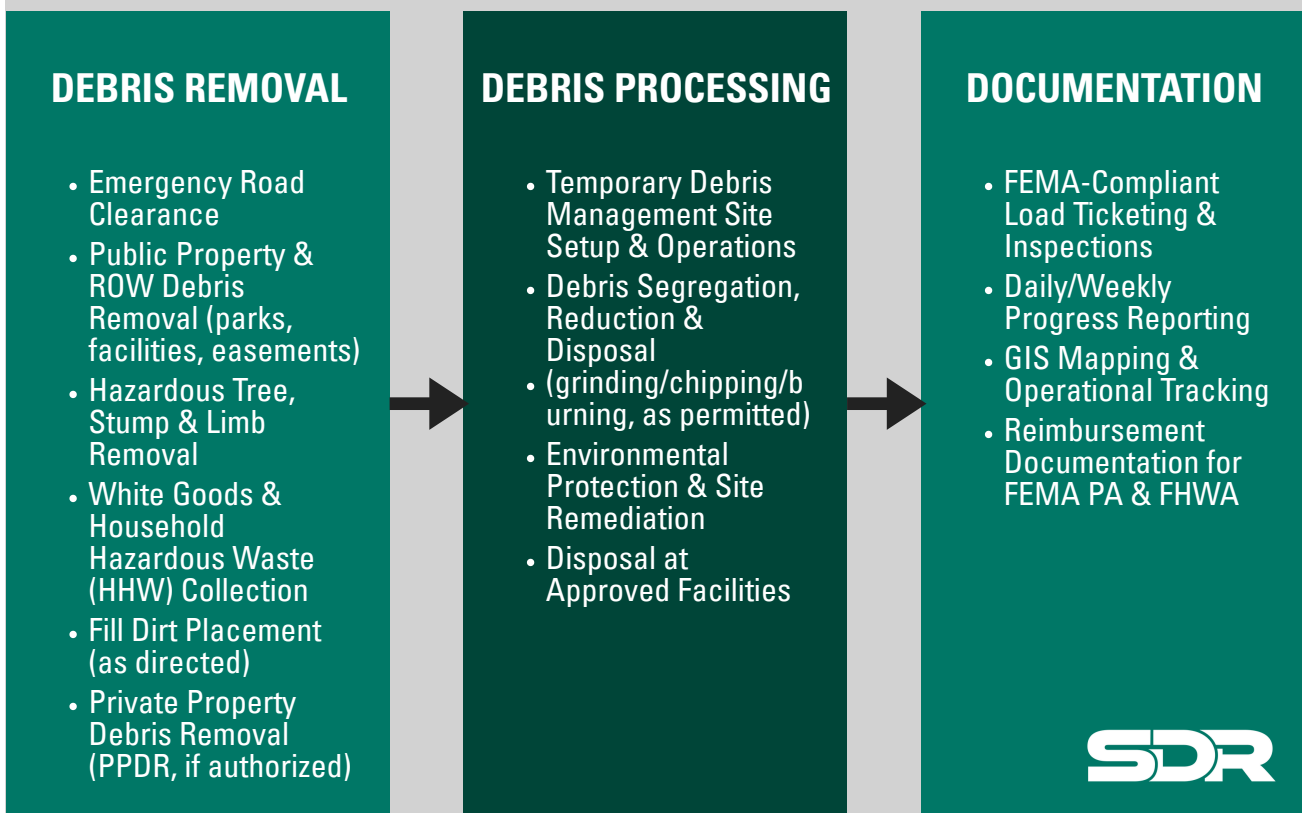 DEBRIS REMOVAL
• Emergency Road
Clearance
• Public Property &
ROW Debris
Removal (parks,
facilities, easements)
• Hazardous Tree,
Stump & Limb
Removal
• White Goods &
Household
Hazardous Waste
(HHW) Collection
• Fill Dirt Placement
(as directed)
• Private Property
Debris Removal
(PPDR, if authorized)
DEBRIS PROCESSING
• Temporary Debris
Management Site
Setup & Operations
• Debris Segregation,
Reduction &
Disposal
• (grinding/chipping/b
urning, as permitted)
• Environmental
Protection & Site
Remediation
• Disposal at
Approved Facilities
DOCUMENTATION
• FEMA-Compliant
Load Ticketing &
Inspections
• Daily/Weekly
Progress Reporting
• GIS Mapping &
Operational Tracking
• Reimbursement
Documentation for
FEMA PA & FHWA
SDR